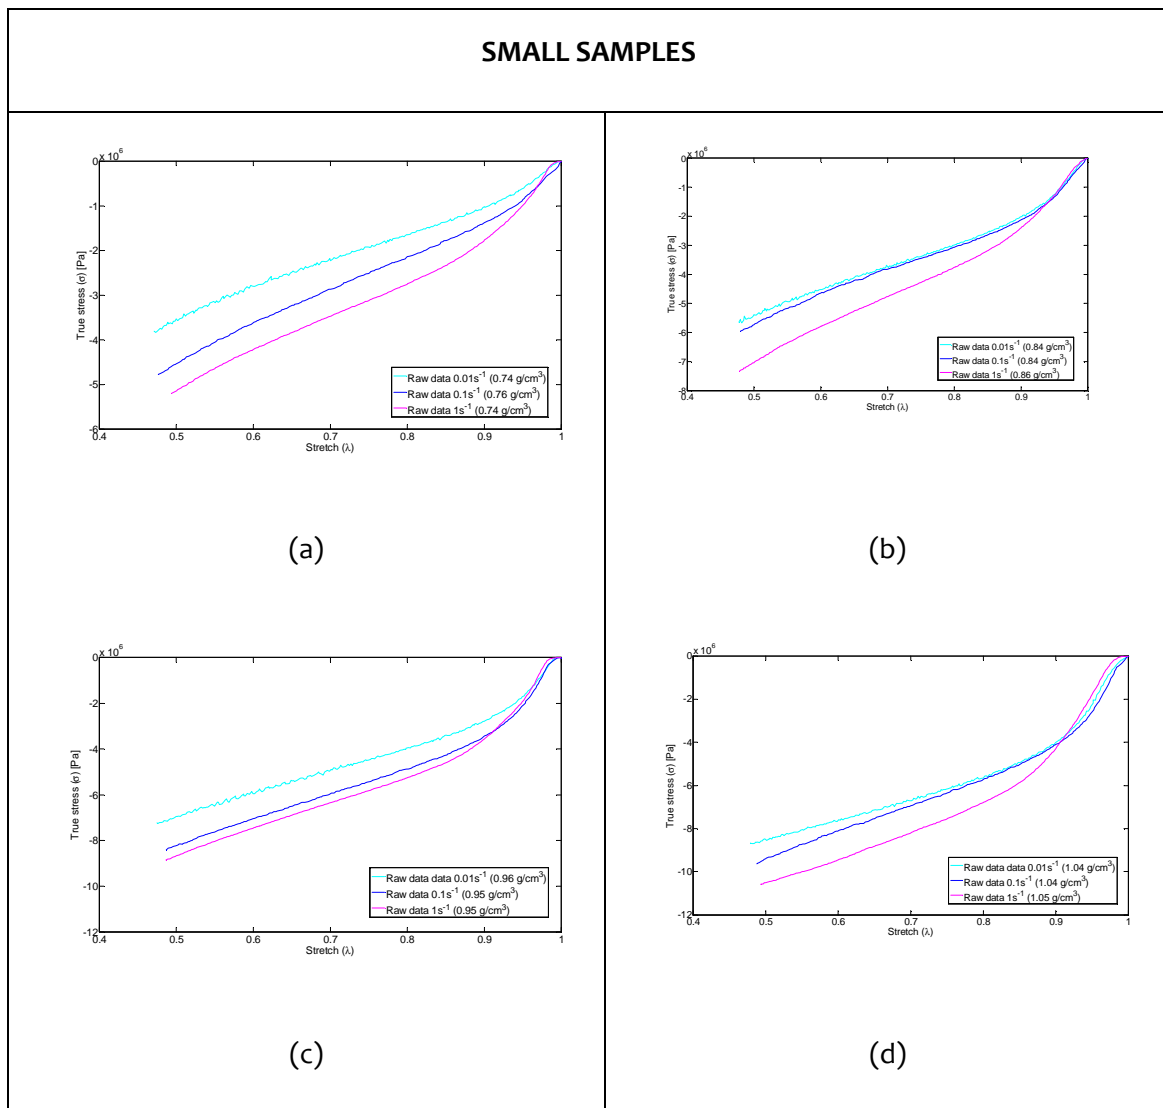 SMALL SAMPLES
x 10^6
0
-1
-2
-3
-4
-5
-6
0.4 0.5 0.6 0.7 0.8 0.9 1
Stretch (λ)
True stress (σ) [Pa]
Raw data 0.01s^-1 (0.74 g/cm^3)
Raw data 0.1s^-1 (0.76 g/cm^3)
Raw data 1s^-1 (0.74 g/cm^3)
(a)
x 10^6
0
-1
-2
-3
-4
-5
-6
-7
-8
0.4 0.5 0.6 0.7 0.8 0.9 1
Stretch (λ)
True stress (σ) [Pa]
Raw data 0.01s^-1 (0.84 g/cm^3)
Raw data 0.1s^-1 (0.84 g/cm^3)
Raw data 1s^-1 (0.86 g/cm^3)
(b)
x 10^6
0
-2
-4
-6
-8
-10
-12
0.4 0.5 0.6 0.7 0.8 0.9 1
Stretch (λ)
True stress (σ) [Pa]
Raw data data 0.01s^-1 (0.96 g/cm^3)
Raw data 0.1s^-1 (0.95 g/cm^3)
Raw data 1s^-1 (0.95 g/cm^3)
(c)
x 10^6
0
-2
-4
-6
-8
-10
-12
0.4 0.5 0.6 0.7 0.8 0.9 1
Stretch (λ)
True stress (σ) [Pa]
Raw data data 0.01s^-1 (1.04 g/cm^3)
Raw data 0.1s^-1 (1.04 g/cm^3)
Raw data 1s^-1 (1.05 g/cm^3)
(d)